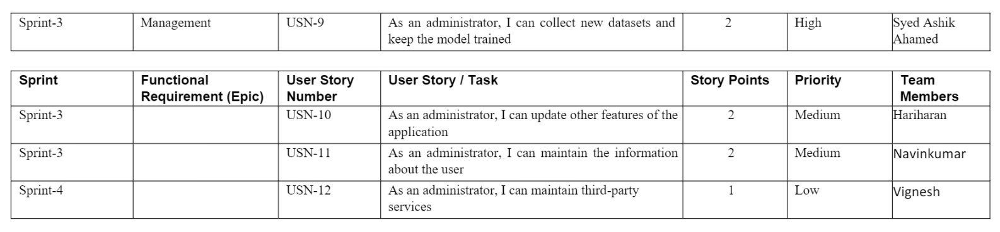 Sprint-3 Management USN-9 As an administrator, I can collect new datasets and 2 High Syed Ashik
keep the model trained Ahamed
Sprint Functional User Story User Story / Task Story Points Priority Team
Requirement (Epic) Number Members
Sprint-3 USN-10 As an administrator, I can update other features of the 2 Medium Hariharan
application
Sprint-3 USN-11 As an administrator, I can maintain the information 2 Medium Navinkumar
about the user
Sprint-4 USN-12 As an administrator, I can maintain third-party 1 Low Vignesh
services